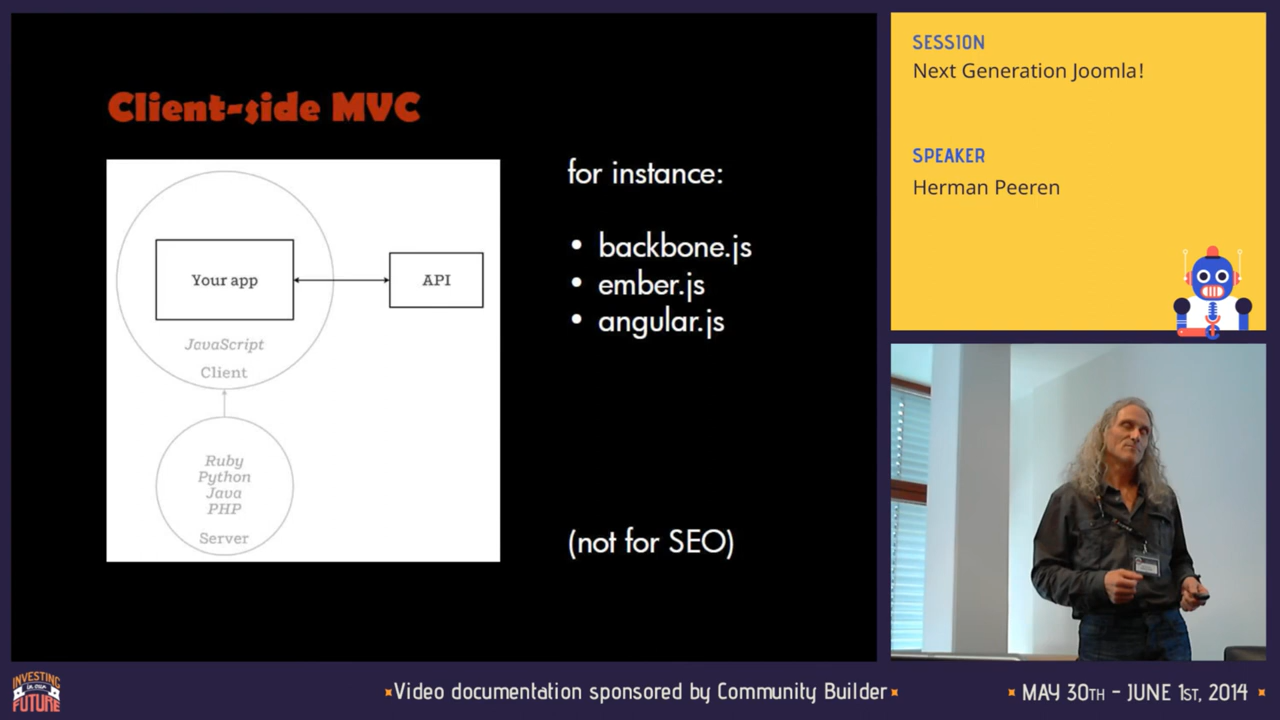 Client-side MVC
Your app
API
JavaScript
Client
Ruby
Python
Java
PHP
Server
for instance:
• backbone.js
• ember.js
• angular.js
(not for SEO)
SESSION
Next Generation Joomla!
SPEAKER
Herman Peeren
INVESTING
IN OUR
FUTURE
Video documentation sponsored by Community Builder
MAY 30TH - JUNE 1ST, 2014